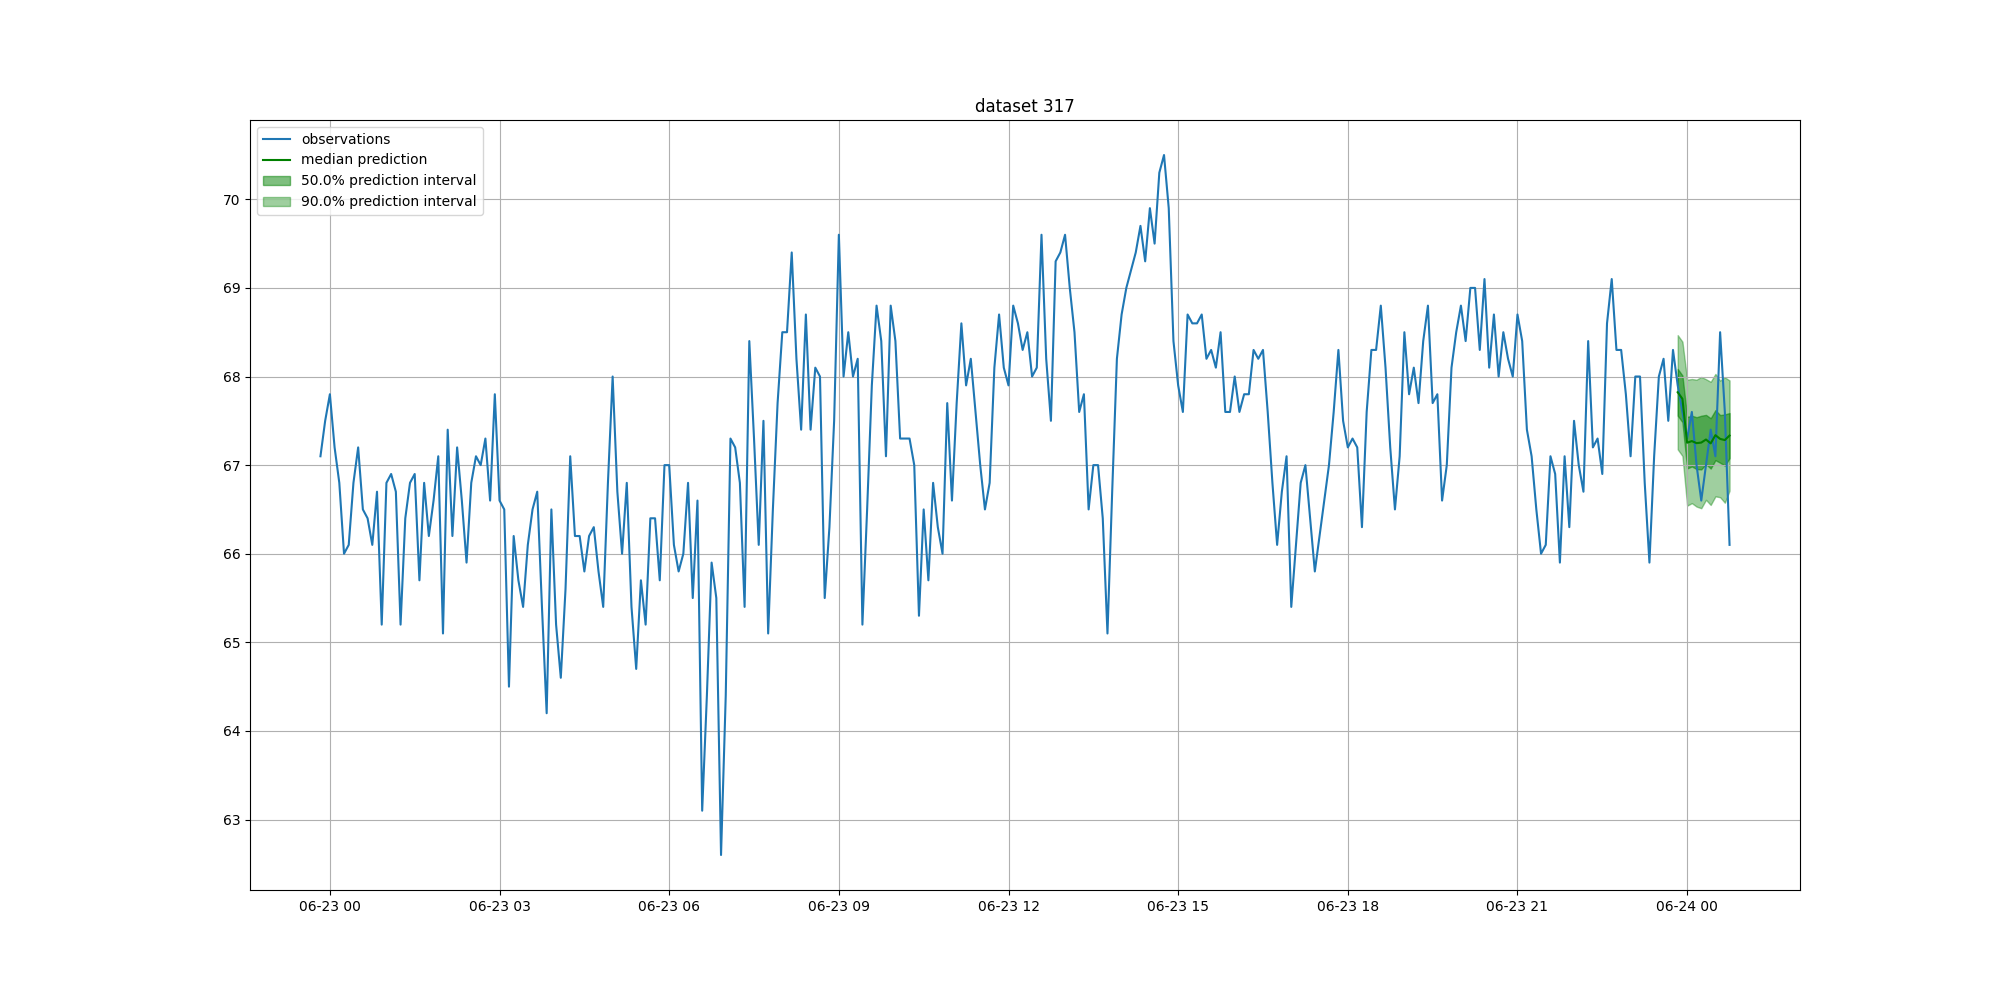 dataset 317
observations
median prediction
50.0% prediction interval
90.0% prediction interval
70
69
68
67
66
65
64
63
06-23 00 06-23 03 06-23 06 06-23 09 06-23 12 06-23 15 06-23 18 06-23 21 06-24 00